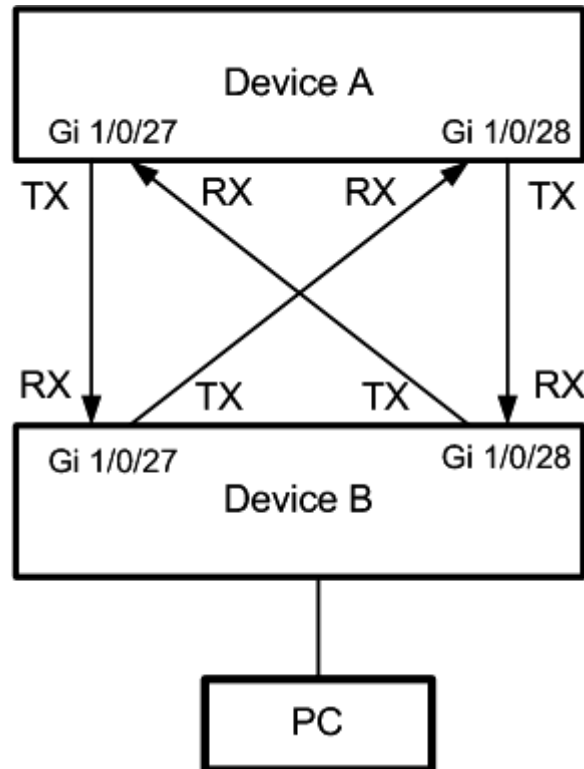 Device A
Gi 1/0/27 Gi 1/0/28
TX RX RX TX
RX TX TX RX
Gi 1/0/27 Gi 1/0/28
Device B
PC